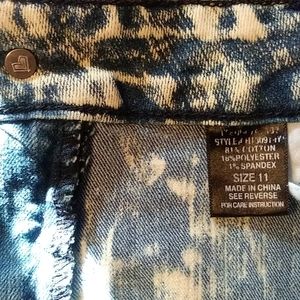 STYLE#
81% COTTON
18%POLYESTER
1% SPANDEX
SIZE 11
MADE IN CHINA
SEE REVERSE
FOR CARE INSTRUCTION